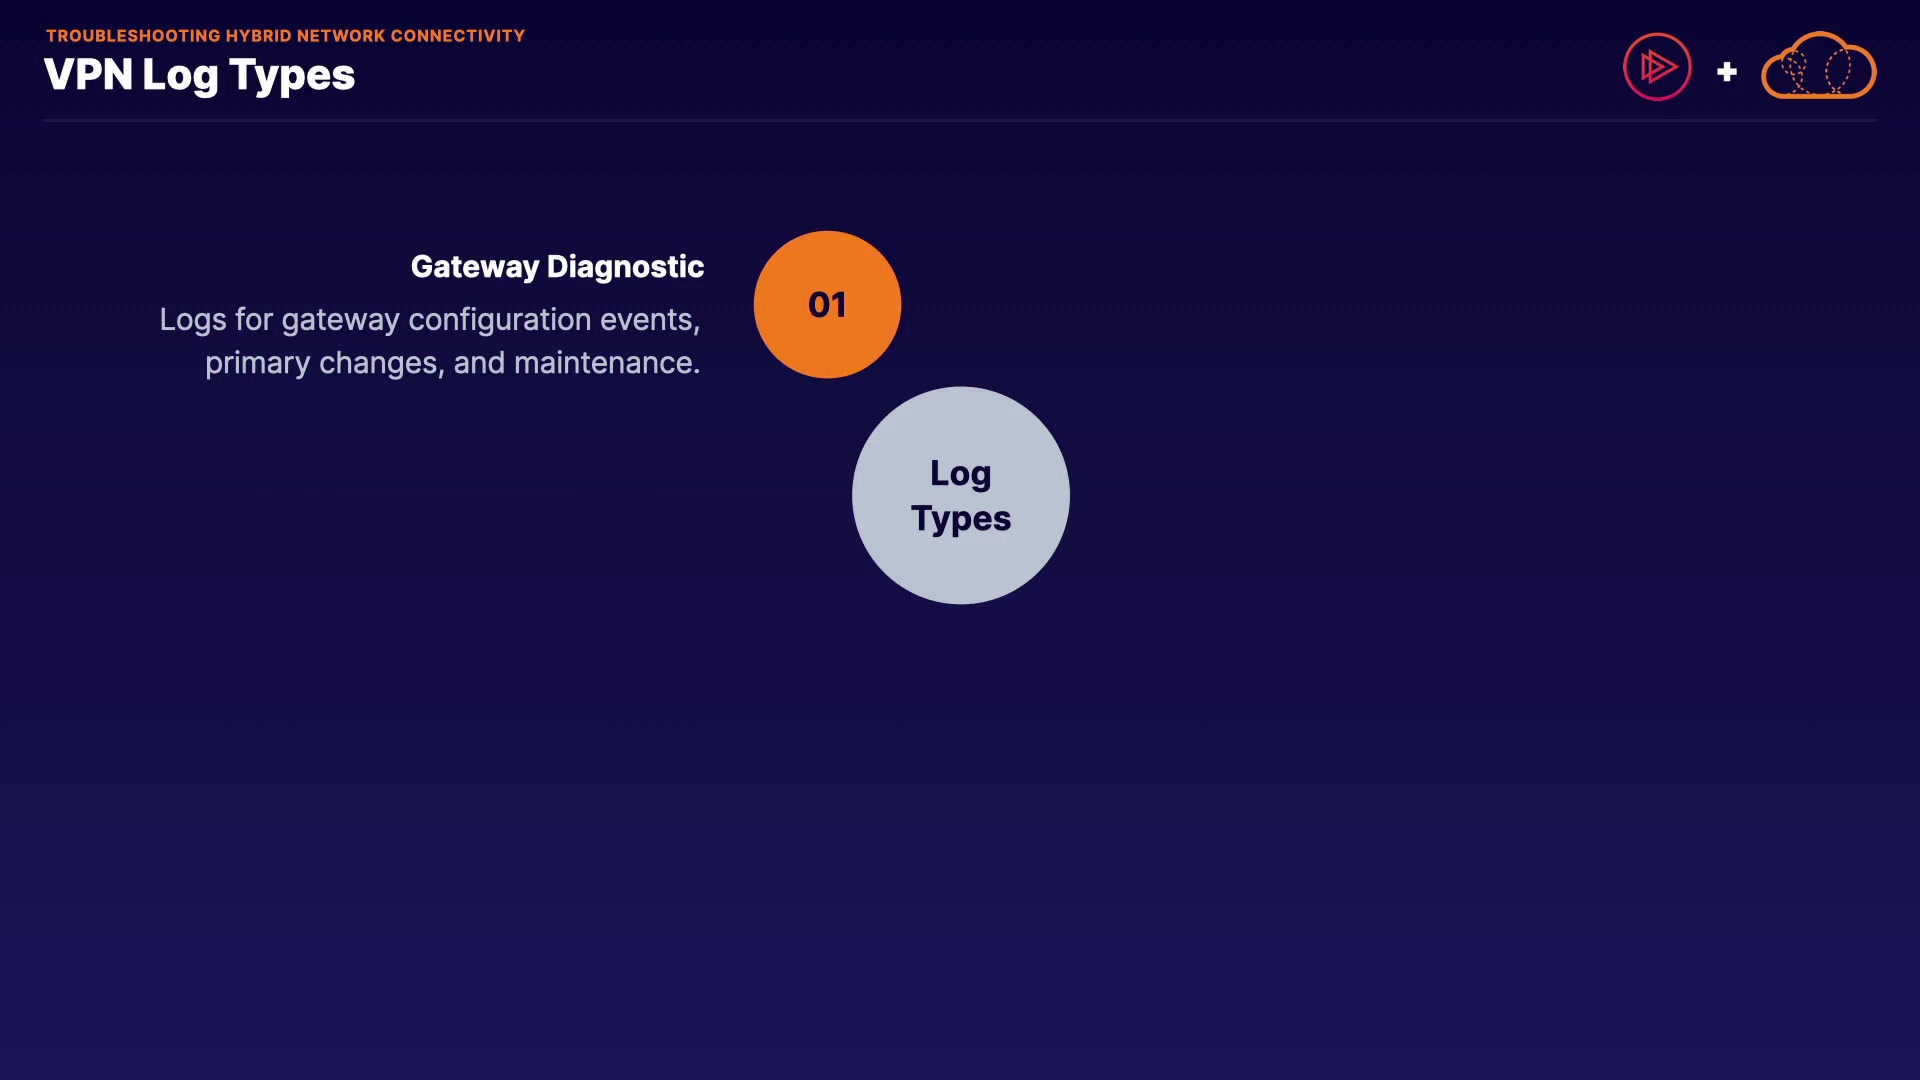 TROUBLESHOOTING HYBRID NETWORK CONNECTIVITY
VPN Log Types
Gateway Diagnostic
Logs for gateway configuration events,
primary changes, and maintenance.
01
Log
Types